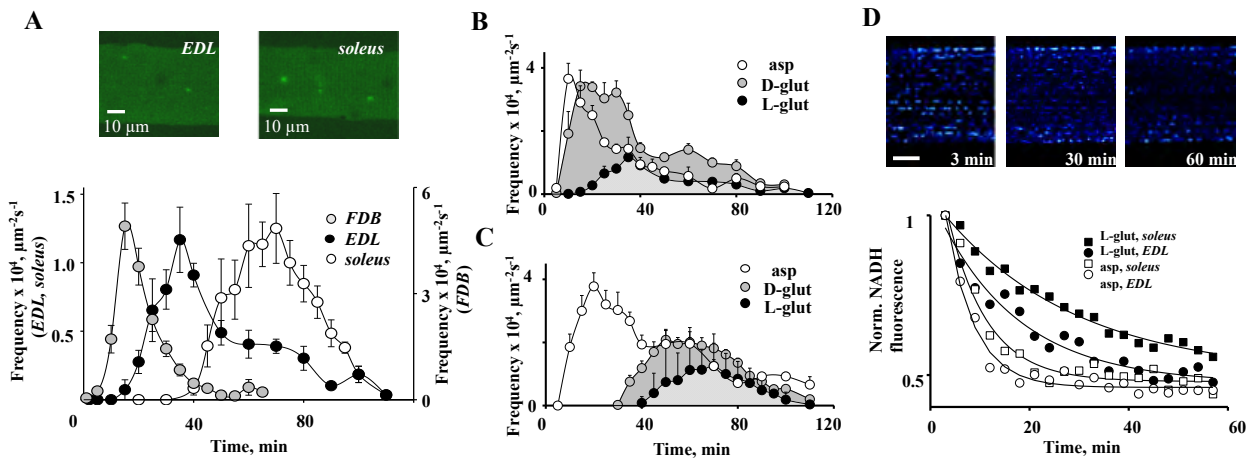 A
EDL
10 µm
soleus
10 µm
Frequency x 10⁴, µm⁻²s⁻¹
(EDL, soleus)
1.5
1.0
0.5
FDB
EDL
soleus
6
3
0
Frequency x 10⁴, µm⁻²s⁻¹
(FDB)
0
40
80
Time, min
B
Frequency x 10⁴, µm⁻²s⁻¹
4
2
0
asp
D-glut
L-glut
0
40
80
120
C
Frequency x 10⁴, µm⁻²s⁻¹
4
2
0
asp
D-glut
L-glut
0
40
80
120
Time, min
D
3 min
30 min
60 min
Norm. NADH
fluorescence
1
0.5
L-glut, soleus
L-glut, EDL
asp, soleus
asp, EDL
0
20
40
60
Time, min